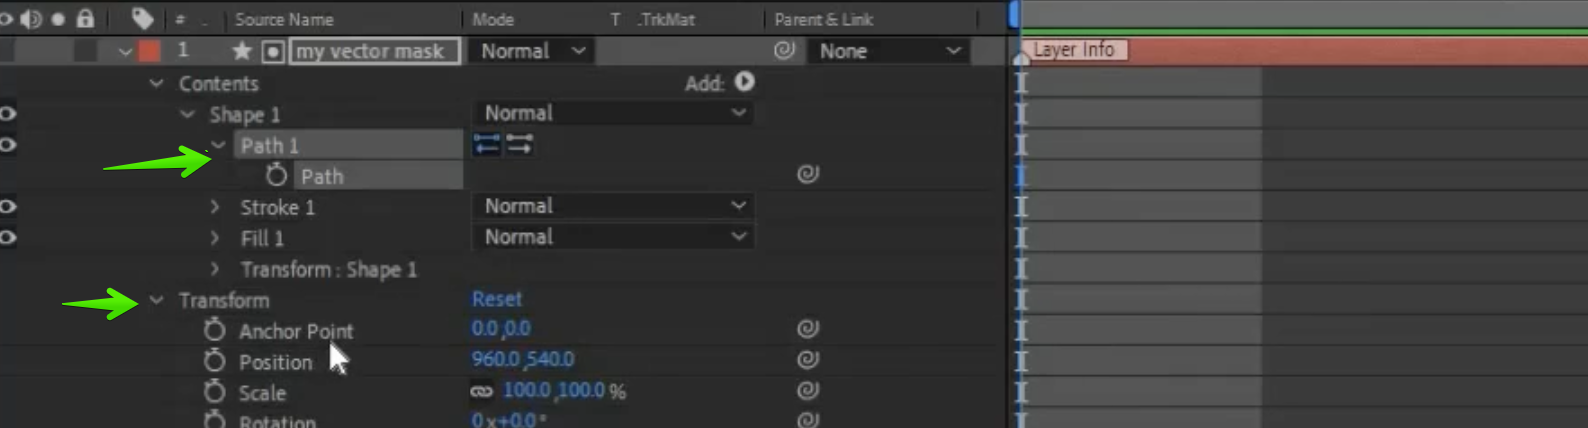 # . Source Name Mode T .TrkMat Parent & Link
1 my vector mask Normal None Layer Info
Contents Add:
Shape 1 Normal
Path 1
Path
Stroke 1 Normal
Fill 1 Normal
Transform : Shape 1
Transform Reset
Anchor Point 0.0,0.0
Position 960.0,540.0
Scale 100.0,100.0 %
Rotation 0x+0.0°